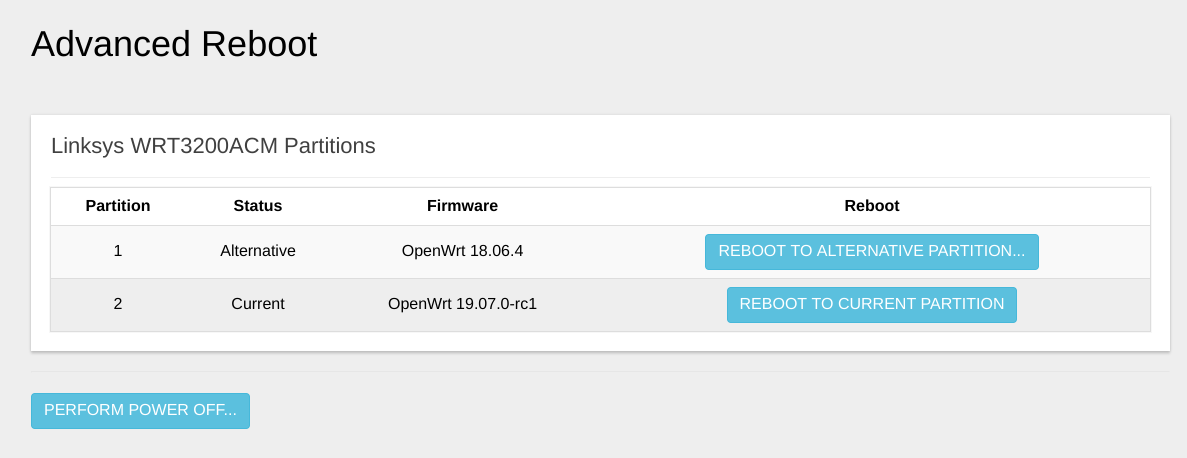 Advanced Reboot
Linksys WRT3200ACM Partitions
Partition Status Firmware Reboot
1 Alternative OpenWrt 18.06.4 REBOOT TO ALTERNATIVE PARTITION...
2 Current OpenWrt 19.07.0-rc1 REBOOT TO CURRENT PARTITION
PERFORM POWER OFF...